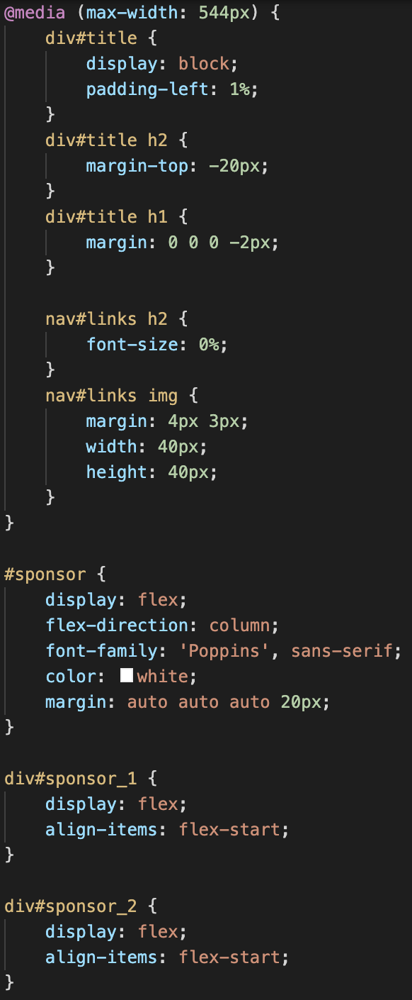 @media (max-width: 544px) {
    div#title {
        display: block;
        padding-left: 1%;
    }
    div#title h2 {
        margin-top: -20px;
    }
    div#title h1 {
        margin: 0 0 0 -2px;
    }

    nav#links h2 {
        font-size: 0%;
    }
    nav#links img {
        margin: 4px 3px;
        width: 40px;
        height: 40px;
    }
}

#sponsor {
    display: flex;
    flex-direction: column;
    font-family: 'Poppins', sans-serif;
    color: white;
    margin: auto auto auto 20px;
}

div#sponsor_1 {
    display: flex;
    align-items: flex-start;
}

div#sponsor_2 {
    display: flex;
    align-items: flex-start;
}